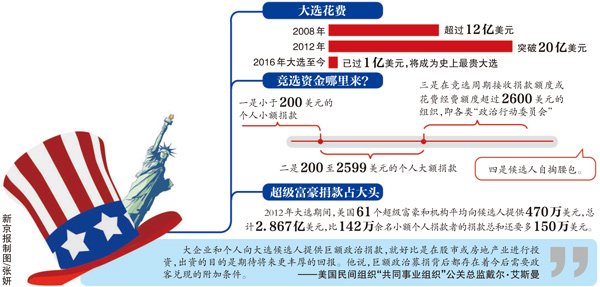 大选花费
2008年
超过12亿美元
2012年
突破20亿美元
2016年大选至今
已过1亿美元,将成为史上最贵大选
竞选资金哪里来?
一是小于200美元的
个人小额捐款
三是在竞选周期接收捐款额度或
花费经费额度超过2600美元的
组织,即各类“政治行动委员会”
二是200至2599美元的个人大额捐款
四是候选人自掏腰包。
超级富豪捐款占大头
2012年大选期间,美国61个超级富豪和机构平均向候选人提供470万美元,总
计2.867亿美元,比142万余名小额个人捐款者的捐款总和还要多150万美元。
大企业和个人向大选候选人提供巨额政治捐款,就好比是在股市或房地产业进行投
资,出资的目的是期待将来更丰厚的回报。他说,巨额政治募捐背后都存在着今后需要政
客兑现的附加条件。
——美国民间组织“共同事业组织”公关总监戴尔·艾斯曼
新京报制图/张妍